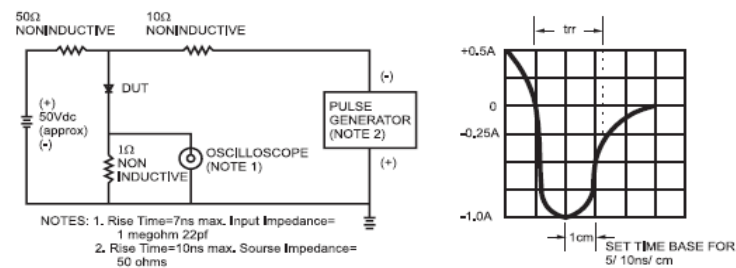 50Ω
NONINDUCTIVE
10Ω
NONINDUCTIVE
(+)
50Vdc
(approx)
(-)
DUT
1Ω
NON
INDUCTIVE
OSCILLOSCOPE
(NOTE 1)
(-)
PULSE
GENERATOR
(NOTE 2)
(+)
NOTES: 1. Rise Time=7ns max. Input Impedance=
1 megohm 22pf
2. Rise Time=10ns max. Sourse Impedance=
50 ohms
trr
+0.5A
0
-0.25A
-1.0A
1cm
SET TIME BASE FOR
5/ 10ns/ cm